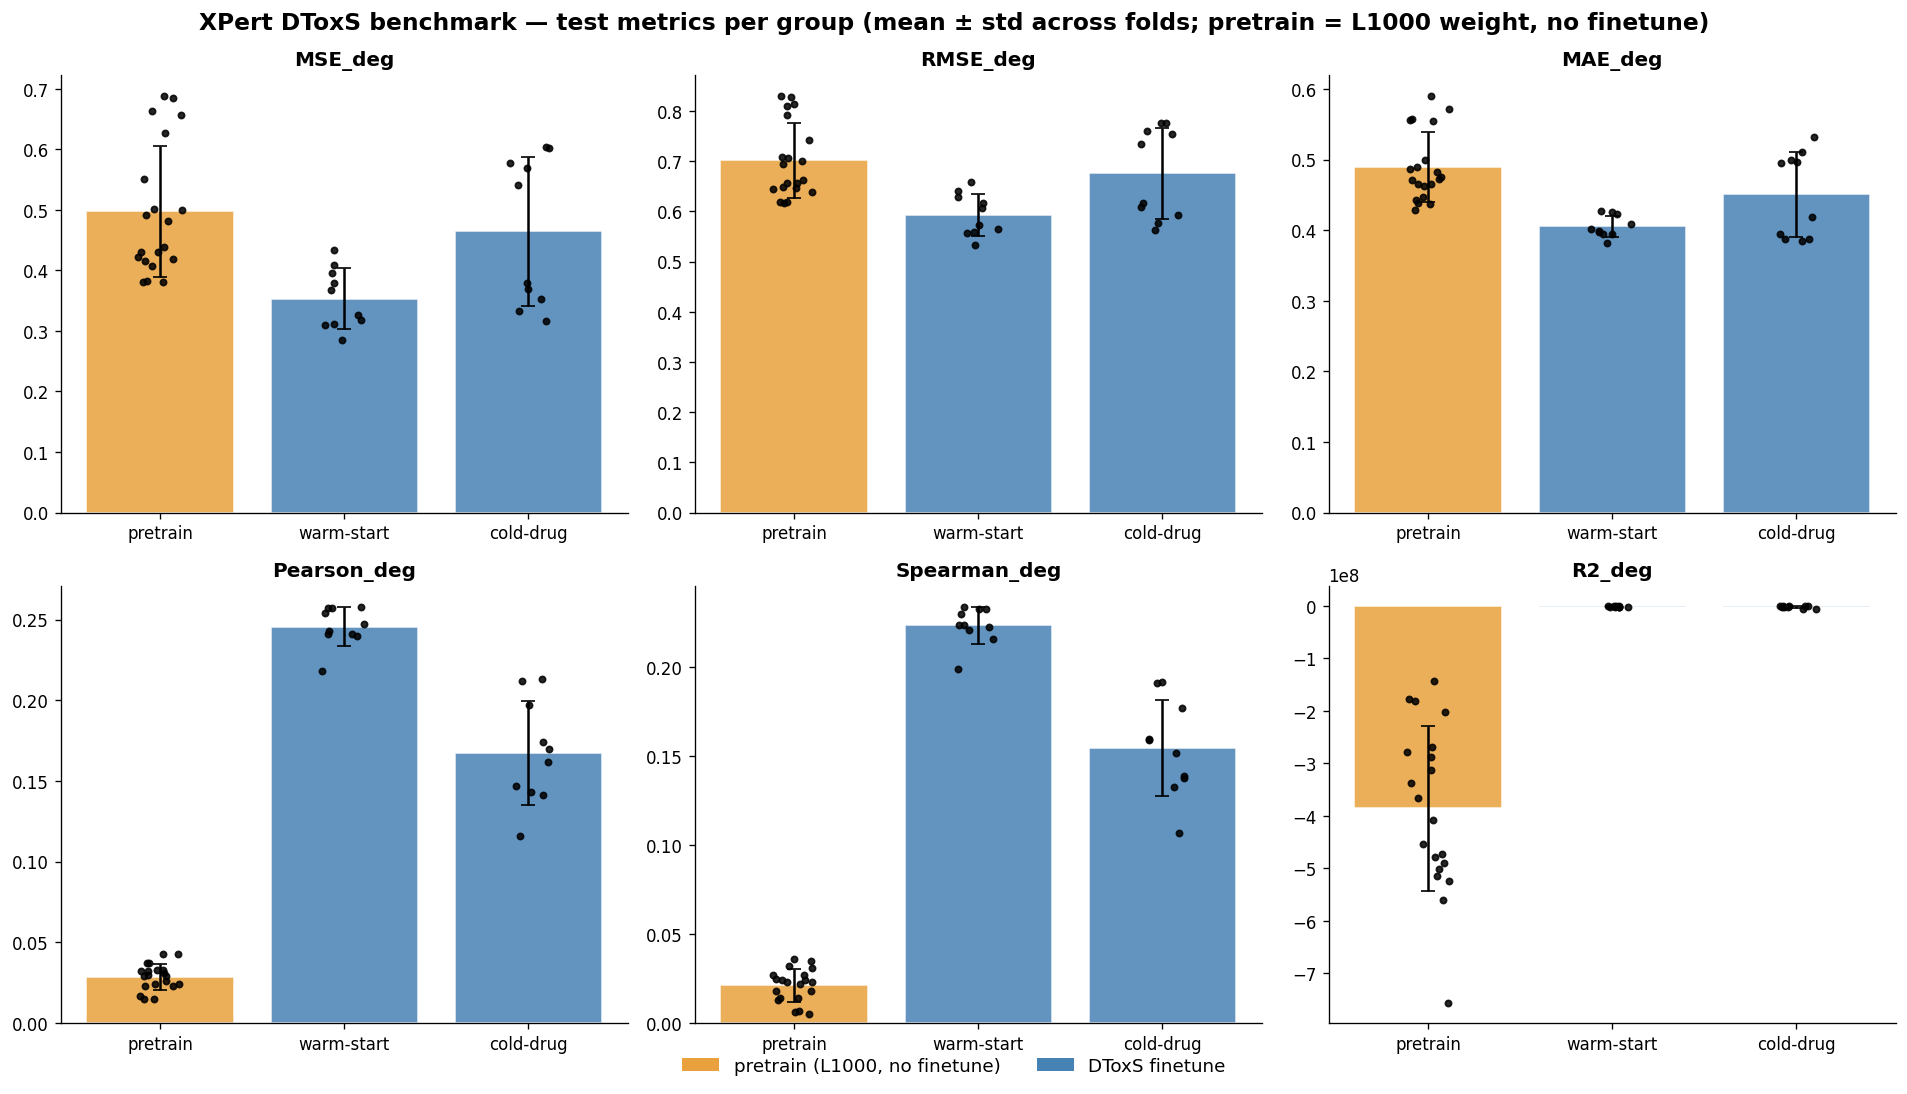 XPert DToxS benchmark — test metrics per group (mean ± std across folds; pretrain = L1000 weight, no finetune)
MSE_deg
0.7
0.6
0.5
0.4
0.3
0.2
0.1
0.0
pretrain warm-start cold-drug
RMSE_deg
0.8
0.7
0.6
0.5
0.4
0.3
0.2
0.1
0.0
pretrain warm-start cold-drug
MAE_deg
0.6
0.5
0.4
0.3
0.2
0.1
0.0
pretrain warm-start cold-drug
Pearson_deg
0.25
0.20
0.15
0.10
0.05
0.00
pretrain warm-start cold-drug
Spearman_deg
0.20
0.15
0.10
0.05
0.00
pretrain warm-start cold-drug
R2_deg
1e8
0
−1
−2
−3
−4
−5
−6
−7
pretrain warm-start cold-drug
pretrain (L1000, no finetune) DToxS finetune